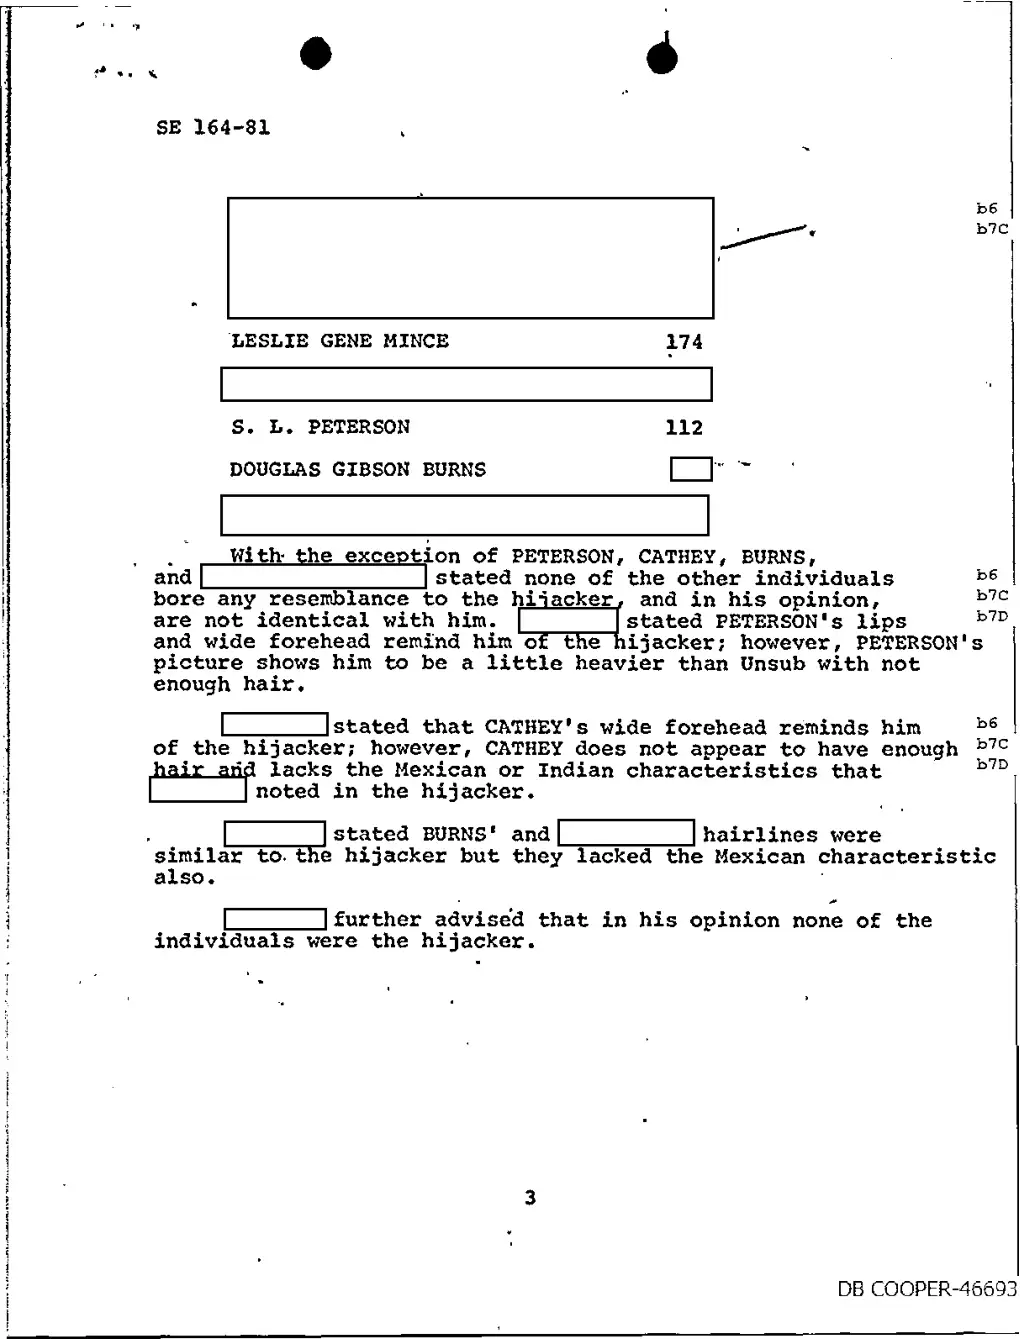 SE 164-81
b6
b7C
LESLIE GENE MINCE 174
S. L. PETERSON 112
DOUGLAS GIBSON BURNS
With the exception of PETERSON, CATHEY, BURNS,
and stated none of the other individuals b6
bore any resemblance to the hijacker, and in his opinion, b7C
are not identical with him. stated PETERSON'S lips b7D
and wide forehead remind him of the hijacker; however, PETERSON'S
picture shows him to be a little heavier than Unsub with not
enough hair.
stated that CATHEY'S wide forehead reminds him b6
of the hijacker; however, CATHEY does not appear to have enough b7C
hair and lacks the Mexican or Indian characteristics that b7D
noted in the hijacker.
stated BURNS' and hairlines were
similar to the hijacker but they lacked the Mexican characteristic
also.
further advised that in his opinion none of the
individuals were the hijacker.
3
DB COOPER-46693